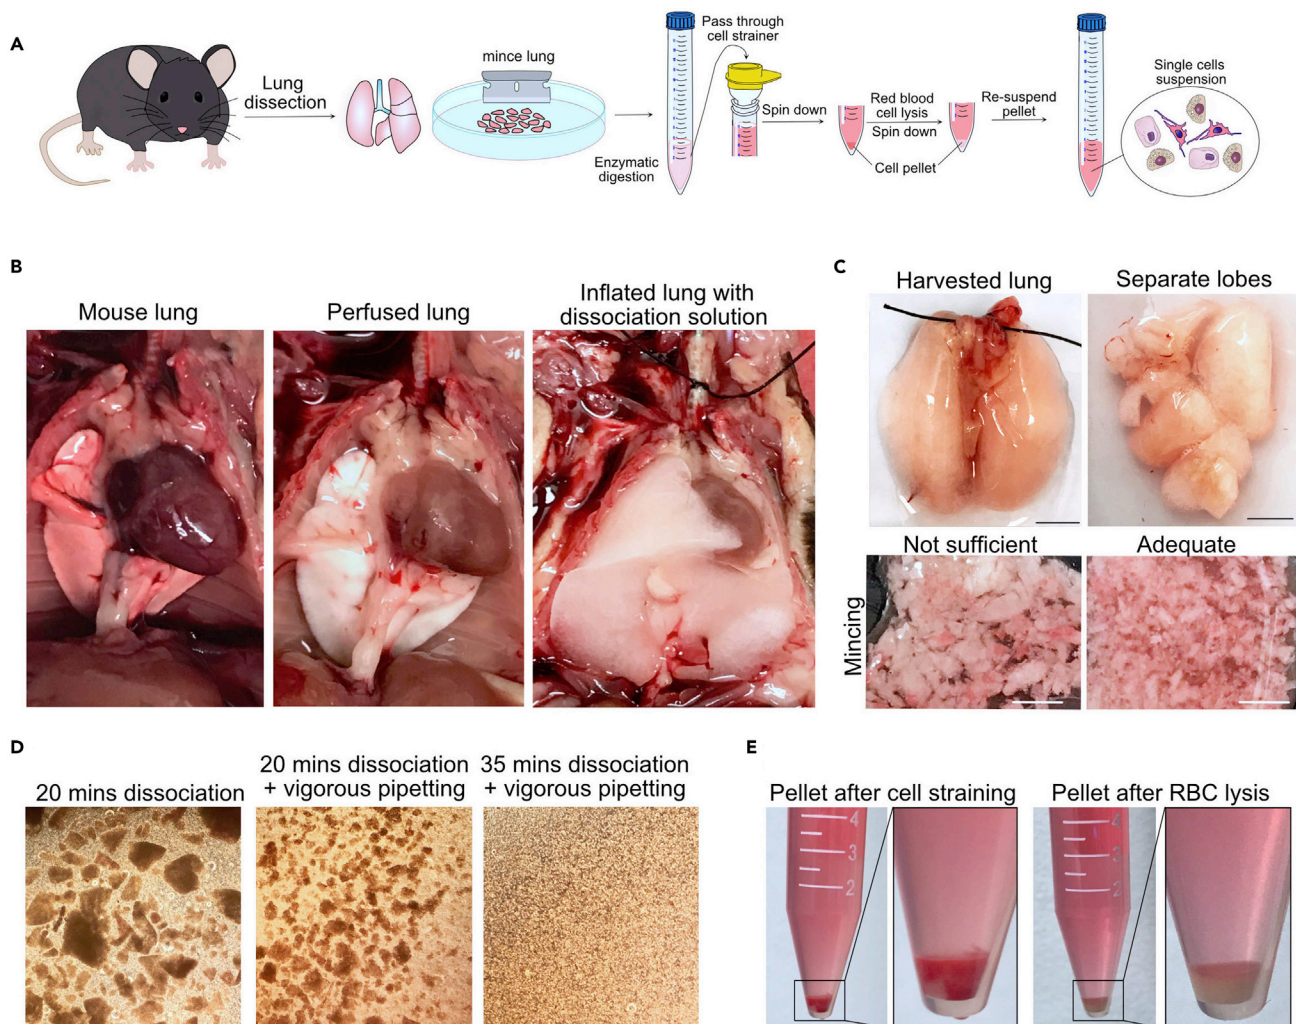 A
Lung
dissection
mince lung
Enzymatic
digestion
Pass through
cell strainer
Spin down
Red blood
cell lysis
Spin down
Cell pellet
Re-suspend
pellet
Single cells
suspension
B
Mouse lung
Perfused lung
Inflated lung with
dissociation solution
C
Harvested lung
Separate lobes
Mincing
Not sufficient
Adequate
D
20 mins dissociation
20 mins dissociation
+ vigorous pipetting
35 mins dissociation
+ vigorous pipetting
E
Pellet after cell straining
4
3
2
Pellet after RBC lysis
4
3
2